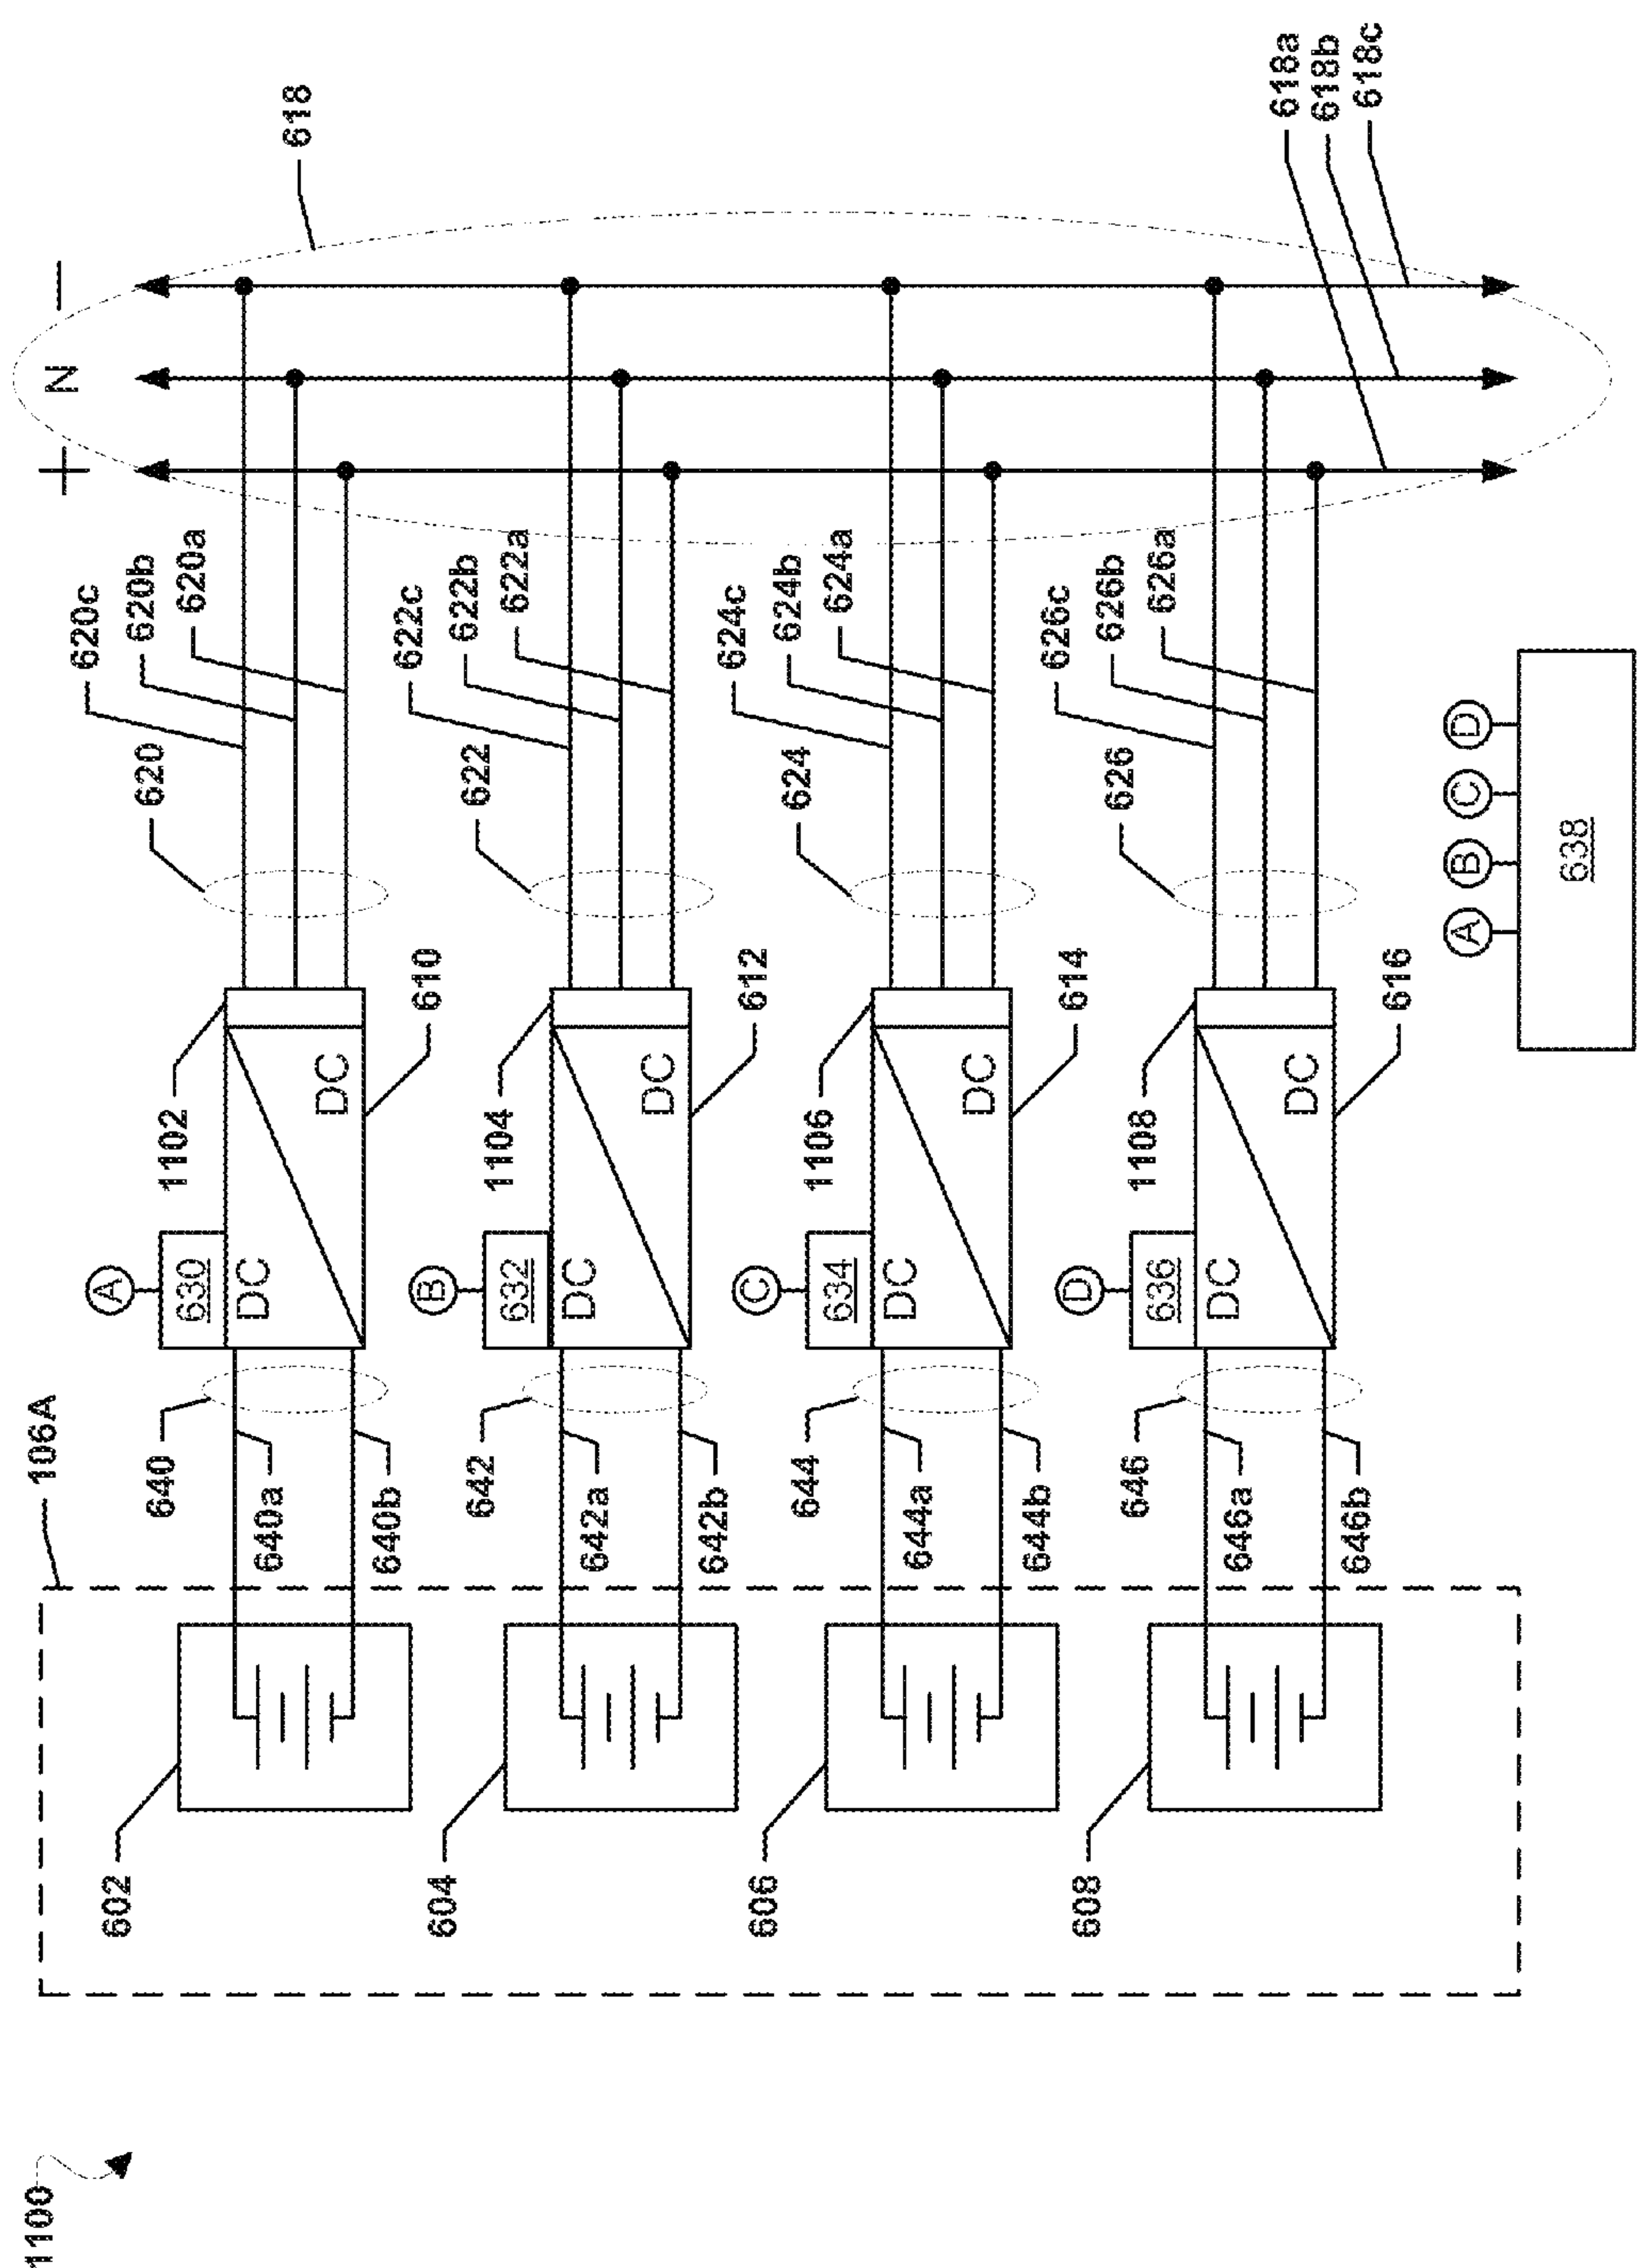 1100
106A
602
604
606
608
640
640a
640b
642
642a
642b
644
644a
644b
646
646a
646b
A
630
DC
DC
1102
610
B
632
DC
DC
1104
612
C
634
DC
DC
1106
614
D
636
DC
DC
1108
616
620
620c
620b
620a
622
622c
622b
622a
624
624c
624b
624a
626
626c
626b
626a
+ N −
618
618a
618b
618c
A B C D
638